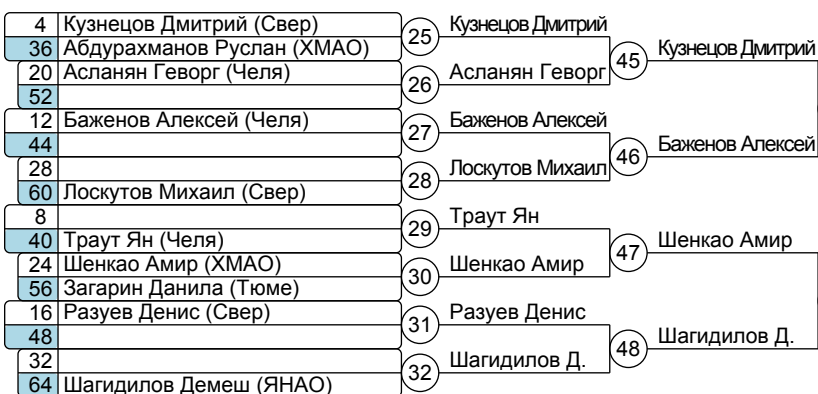 4 Кузнецов Дмитрий (Свер)
36 Абдурахманов Руслан (ХМАО)
20 Асланян Геворг (Челя)
52
12 Баженов Алексей (Челя)
44
28
60 Лоскутов Михаил (Свер)
8
40 Траут Ян (Челя)
24 Шенкао Амир (ХМАО)
56 Загарин Данила (Тюме)
16 Разуев Денис (Свер)
48
32
64 Шагидилов Демеш (ЯНАО)
25
26
27
28
29
30
31
32
Кузнецов Дмитрий
Асланян Геворг
Баженов Алексей
Лоскутов Михаил
Траут Ян
Шенкао Амир
Разуев Денис
Шагидилов Д.
45
46
47
48
Кузнецов Дмитрий
Баженов Алексей
Шенкао Амир
Шагидилов Д.